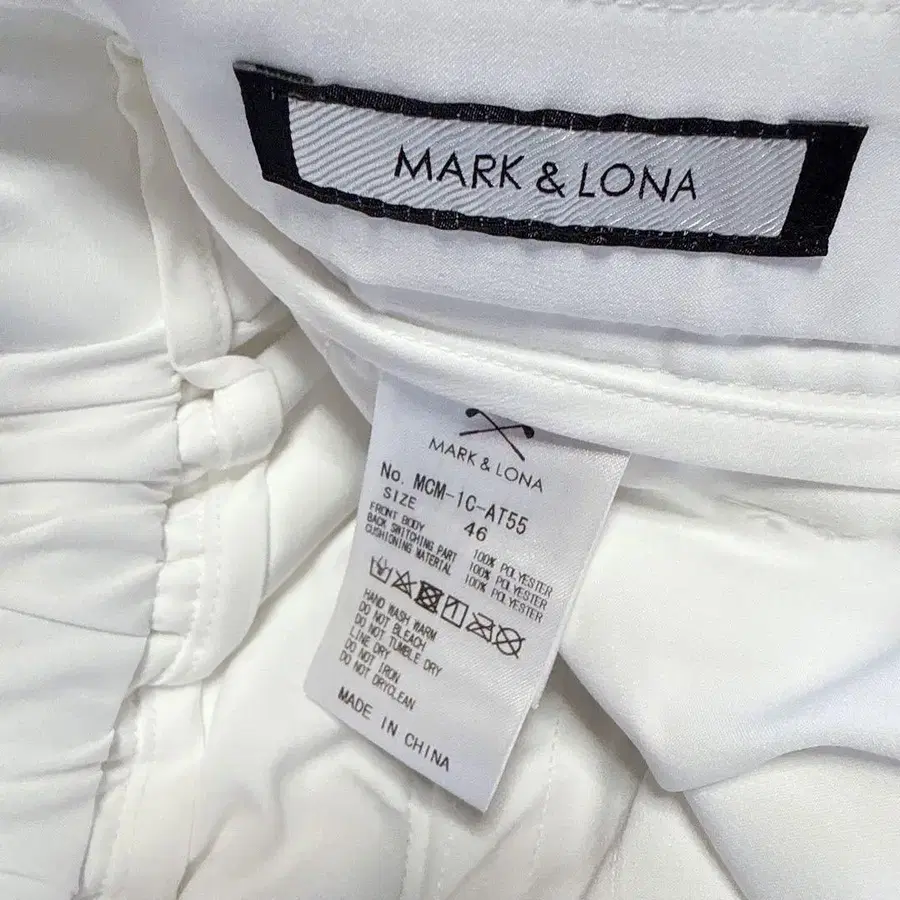 MARK & LONA
MARK & LONA
No. MCM-1C-AT55
SIZE 46
FRONT BODY 100% POLYESTER
BACK SWITCHING PART 100% POLYESTER
CUSHIONING MATERIAL 100% POLYESTER
HAND WASH WARM
DO NOT BLEACH
DO NOT TUMBLE DRY
LINE DRY
DO NOT IRON
DO NOT DRYCLEAN
MADE IN CHINA